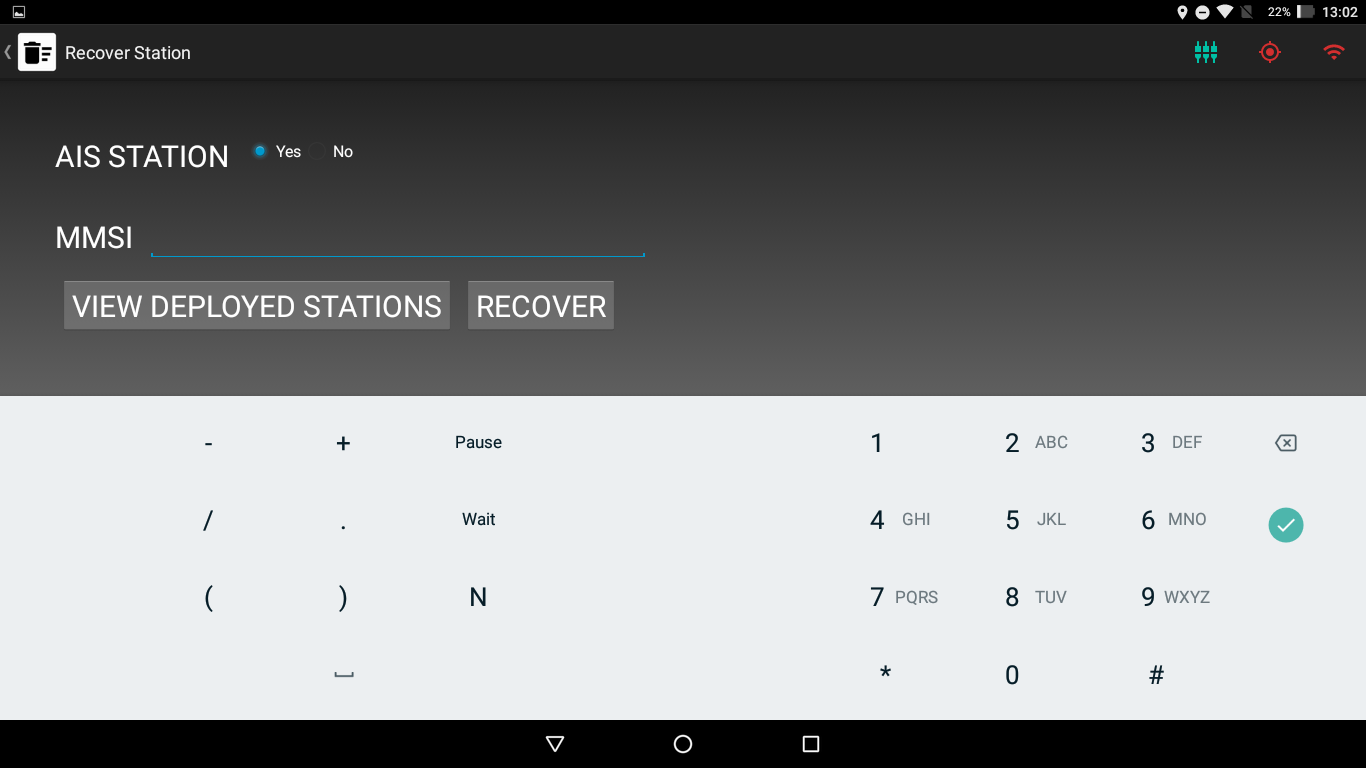 22% 13:02
Recover Station
AIS STATION Yes No
MMSI
VIEW DEPLOYED STATIONS RECOVER
- + Pause 1 2 ABC 3 DEF
/ . Wait 4 GHI 5 JKL 6 MNO
( ) N 7 PQRS 8 TUV 9 WXYZ
* 0 #